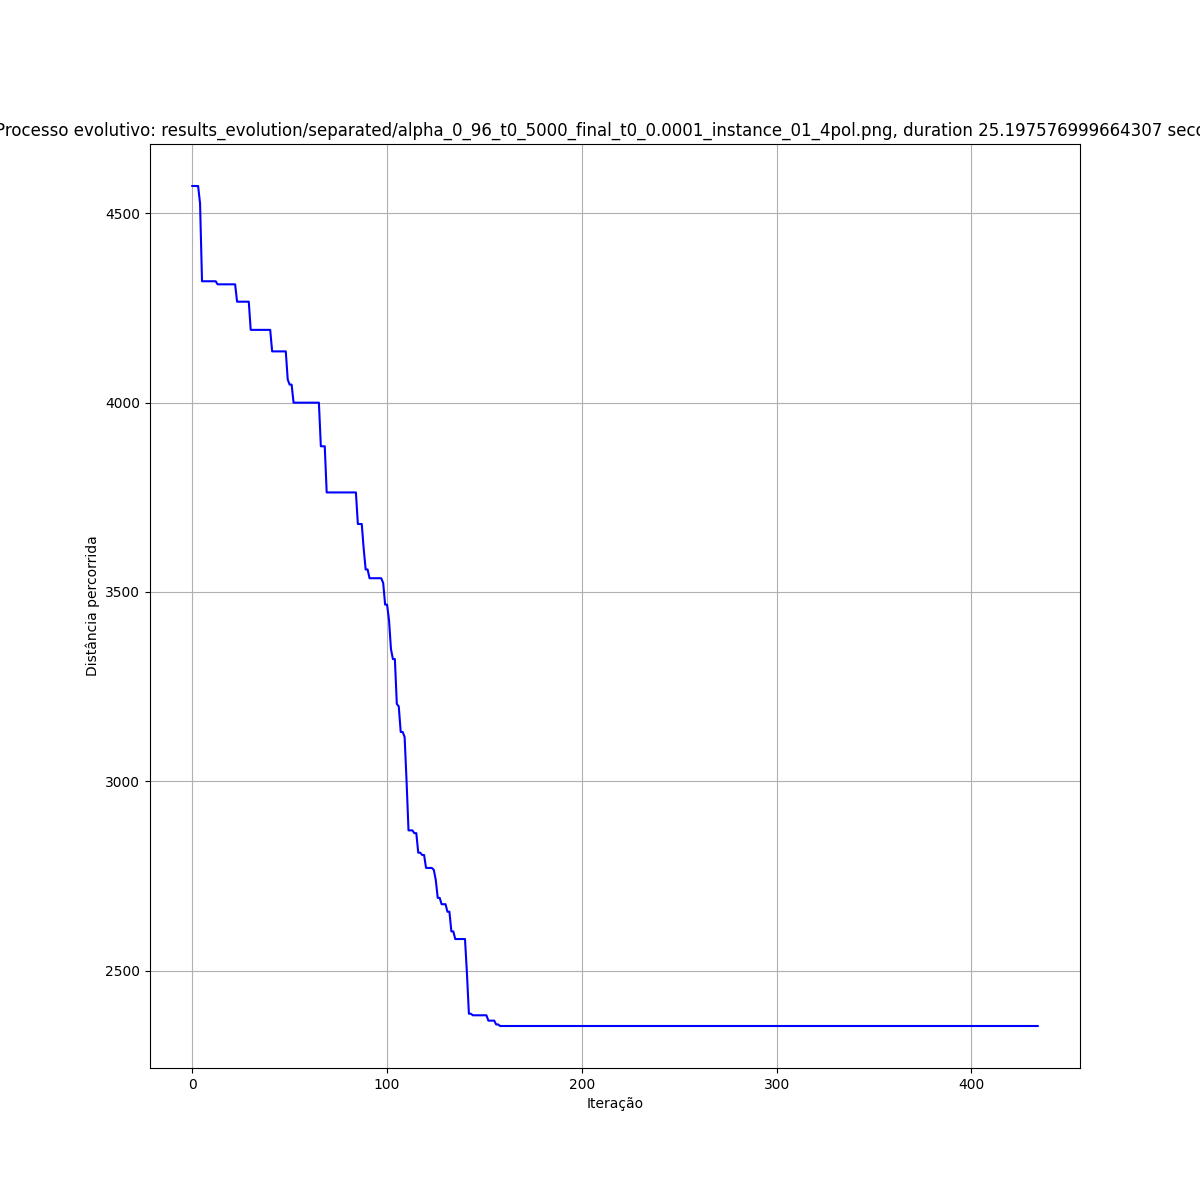 Processo evolutivo: results_evolution/separated/alpha_0_96_t0_5000_final_t0_0.0001_instance_01_4pol.png, duration 25.197576999664307
4500
4000
3500
3000
2500
Distância percorrida
0 100 200 300 400
Iteração